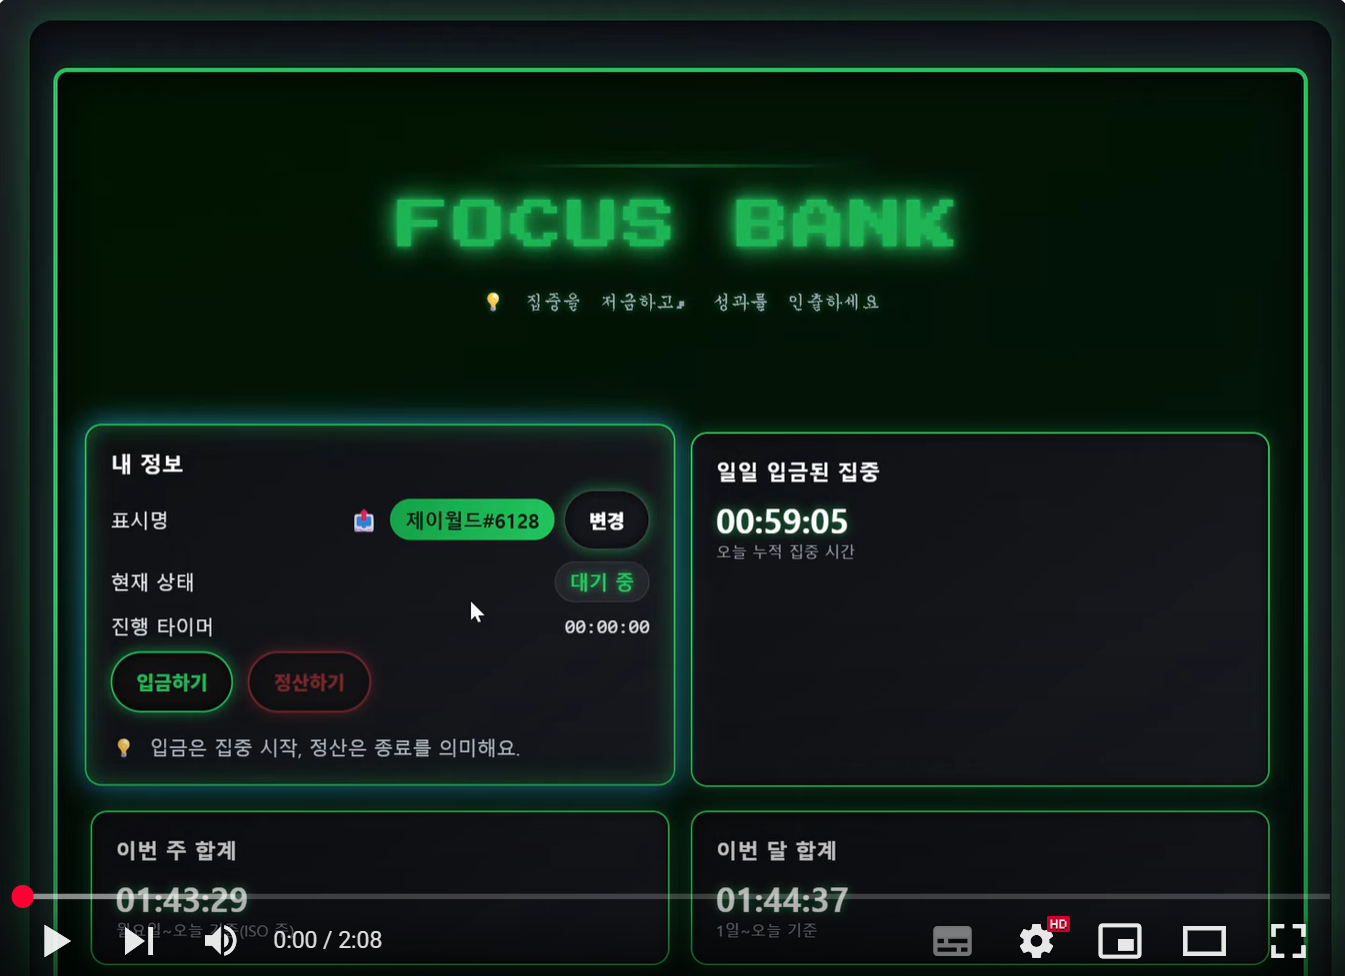 FOCUS BANK
집중을 저금하고, 성과를 인출하세요
내 정보
표시명 제이월드#6128 변경
현재 상태 대기 중
진행 타이머 00:00:00
입금하기 정산하기
입금은 집중 시작, 정산은 종료를 의미해요.
일일 입금된 집중
00:59:05
오늘 누적 집중 시간
이번 주 합계
01:43:29
월요일~오늘 기준(ISO 주)
이번 달 합계
01:44:37
1일~오늘 기준
0:00 / 2:08
HD